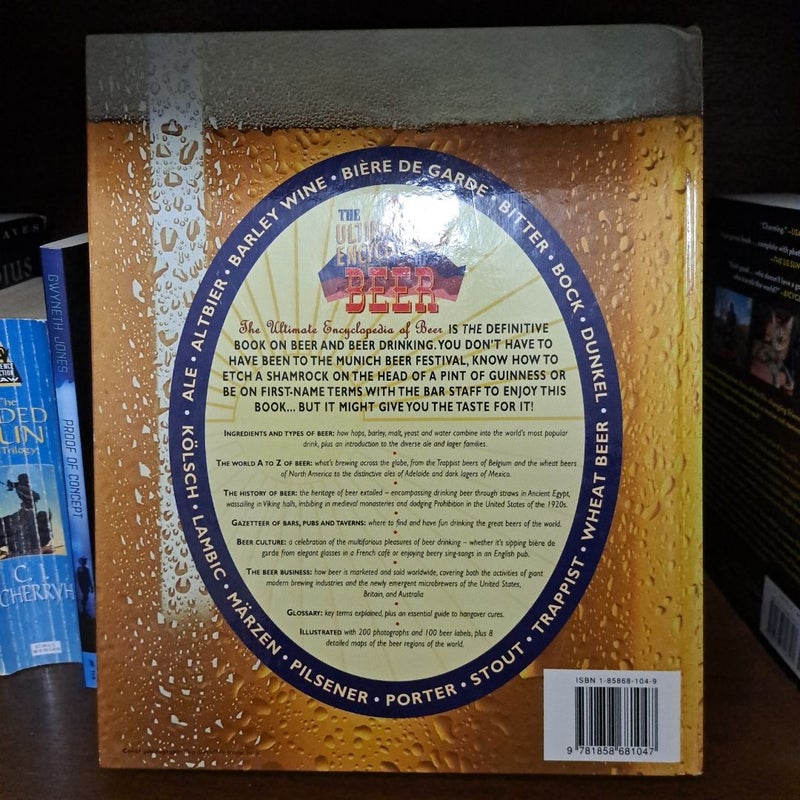 BARLEY WINE • BIÈRE DE GARDE • BITTER • BOCK • DUNKEL • WHEAT BEER • TRAPPIST • STOUT • PORTER • PILSENER • MÄRZEN • LAMBIC • KÖLSCH • ALE • ALTBIER •
THE
BEER
The Ultimate Encyclopedia of Beer IS THE DEFINITIVE
BOOK ON BEER AND BEER DRINKING. YOU DON'T HAVE TO
HAVE BEEN TO THE MUNICH BEER FESTIVAL, KNOW HOW TO
ETCH A SHAMROCK ON THE HEAD OF A PINT OF GUINNESS OR
BE ON FIRST-NAME TERMS WITH THE BAR STAFF TO ENJOY THIS
BOOK... BUT IT MIGHT GIVE YOU THE TASTE FOR IT!
INGREDIENTS AND TYPES OF BEER: how hops, barley, malt, yeast and water combine into the world's most popular
drink, plus an introduction to the diverse ale and lager families.
THE WORLD A TO Z OF BEER: what's brewing across the globe, from the Trappist beers of Belgium and the wheat beers
of North America to the distinctive ales of Adelaide and dark lagers of Mexico.
THE HISTORY OF BEER: the heritage of beer extolled – encompassing drinking beer through straws in Ancient Egypt,
wassailing in Viking halls, imbibing in medieval monasteries and dodging Prohibition in the United States of the 1920s.
GAZETTEER OF BARS, PUBS AND TAVERNS: where to find and have fun drinking the great beers of the world.
BEER CULTURE: a celebration of the multifarious pleasures of beer drinking – whether it's sipping bière de
garde from elegant glasses in a French café or enjoying beery sing-songs in an English pub.
THE BEER BUSINESS: how beer is marketed and sold worldwide, covering both the activities of giant
modern brewing industries and the newly emergent microbrewers of the United States,
Britain, and Australia
GLOSSARY: key terms explained, plus an essential guide to hangover cures.
ILLUSTRATED with 200 photographs and 100 beer labels, plus 8
detailed maps of the beer regions of the world.
ISBN 1-85868-104-9
9 781858 681047
GWYNETH JONES
PROOF OF CONCEPT
The
Trilogy
C.
CHERRYH
"Charming."